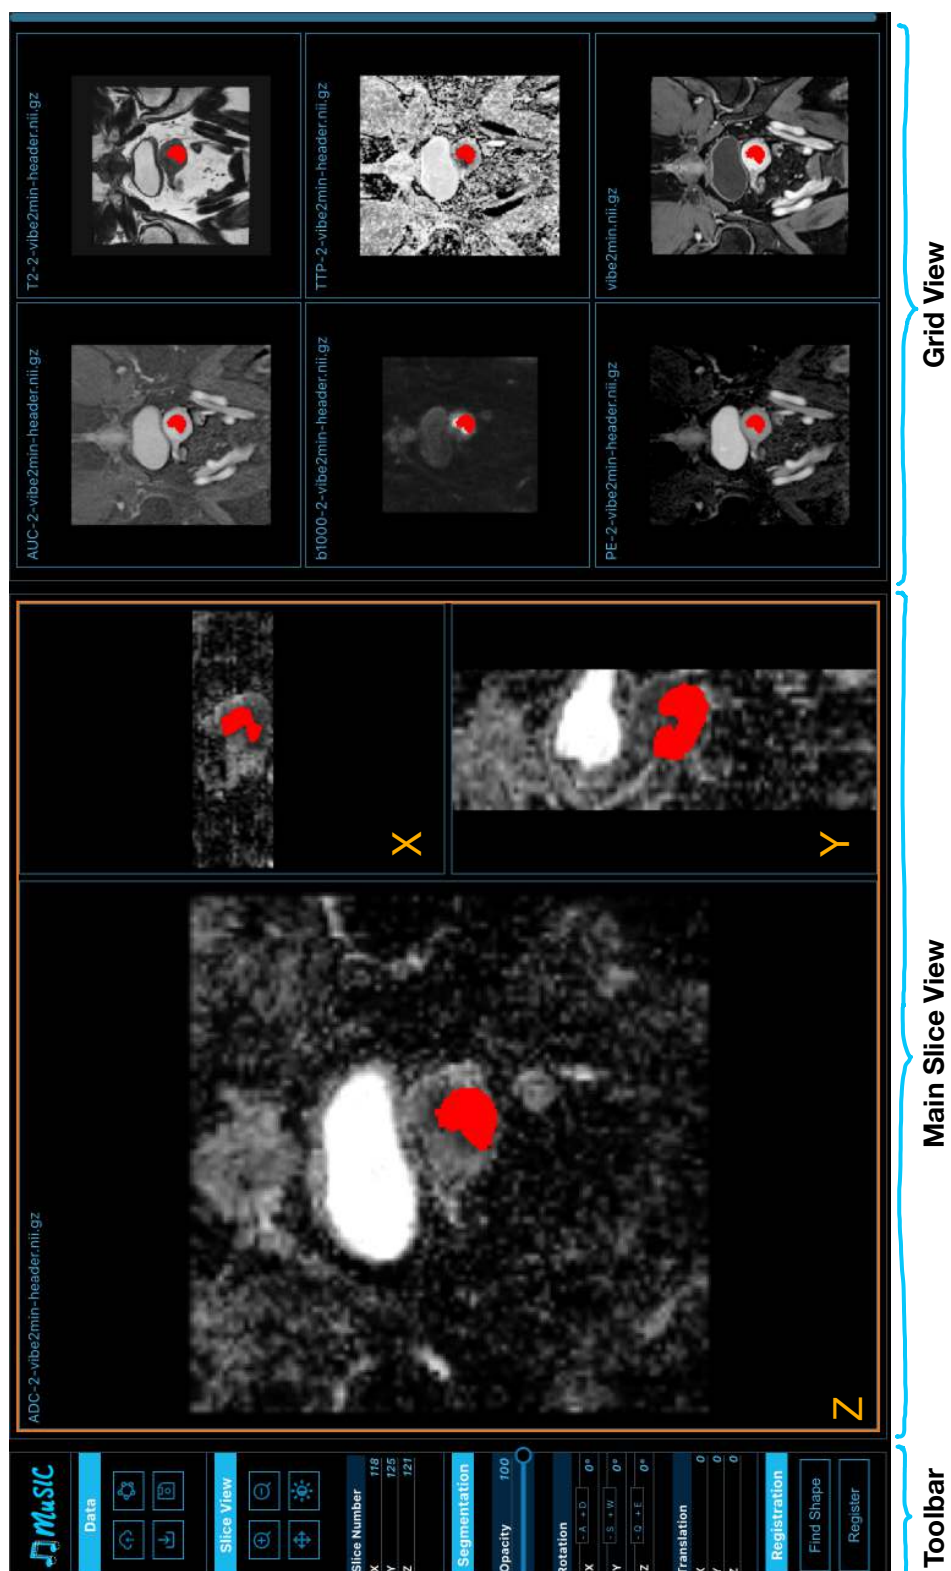 MuSIC
Data
Slice View
Slice Number
X 118
Y 125
Z 121
Segmentation
Opacity 100
Rotation
X - A + D 0°
Y - S + W 0°
Z - Q + E 0°
Translation
X 0
Y 0
Z 0
Registration
Find Shape
Register
ADC-2-vibe2min-header.nii.gz
Z
X
Y
AUC-2-vibe2min-header.nii.gz
T2-2-vibe2min-header.nii.gz
b1000-2-vibe2min-header.nii.gz
TTP-2-vibe2min-header.nii.gz
PE-2-vibe2min-header.nii.gz
vibe2min.nii.gz
Toolbar
Main Slice View
Grid View